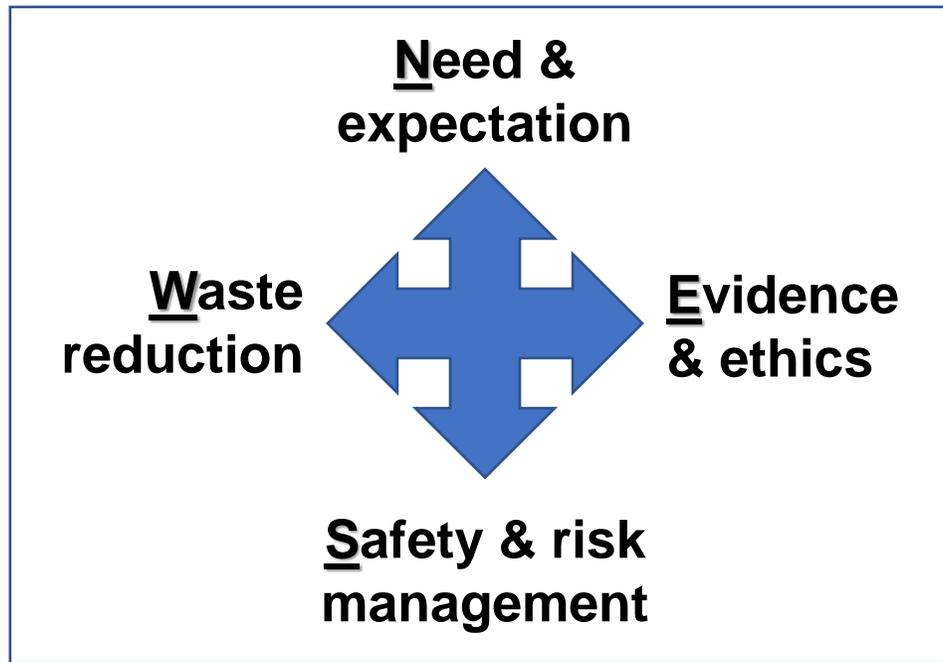 Need &
expectation
Waste
reduction
Evidence
& ethics
Safety & risk
management